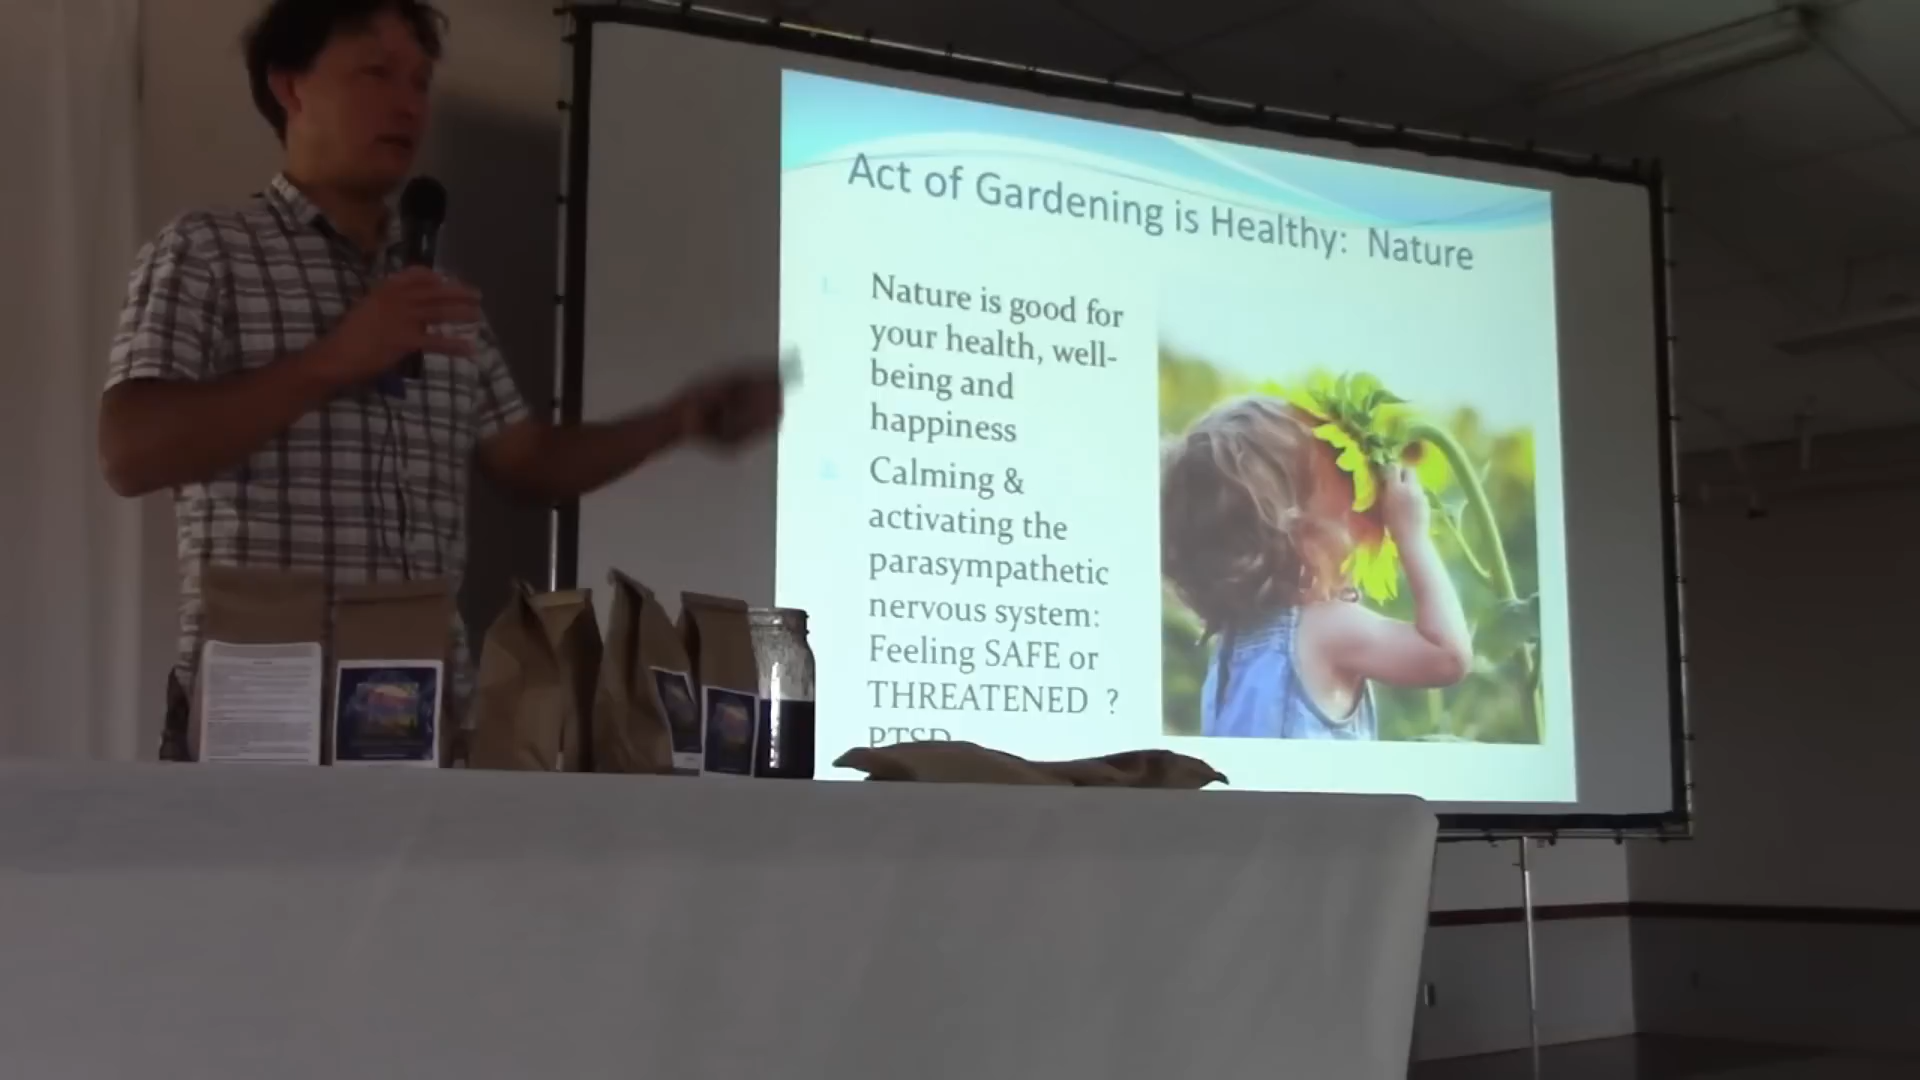 Act of Gardening is Healthy: Nature
Nature is good for
your health, well-
being and
happiness
Calming &
activating the
parasympathetic
nervous system:
Feeling SAFE or
THREATENED ?
PTSD